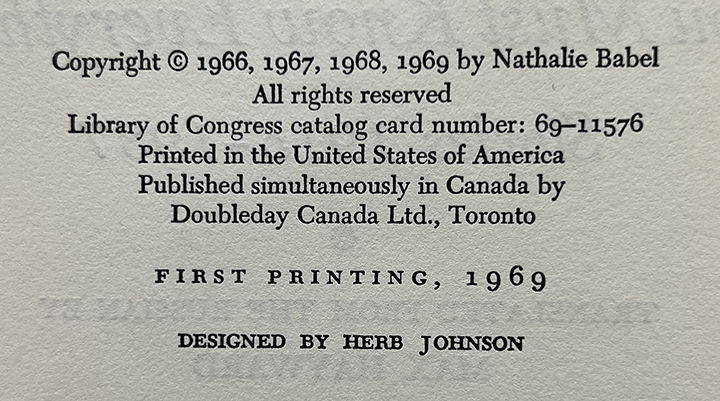 Copyright © 1966, 1967, 1968, 1969 by Nathalie Babel
All rights reserved
Library of Congress catalog card number: 69–11576
Printed in the United States of America
Published simultaneously in Canada by
Doubleday Canada Ltd., Toronto
FIRST PRINTING, 1969
DESIGNED BY HERB JOHNSON